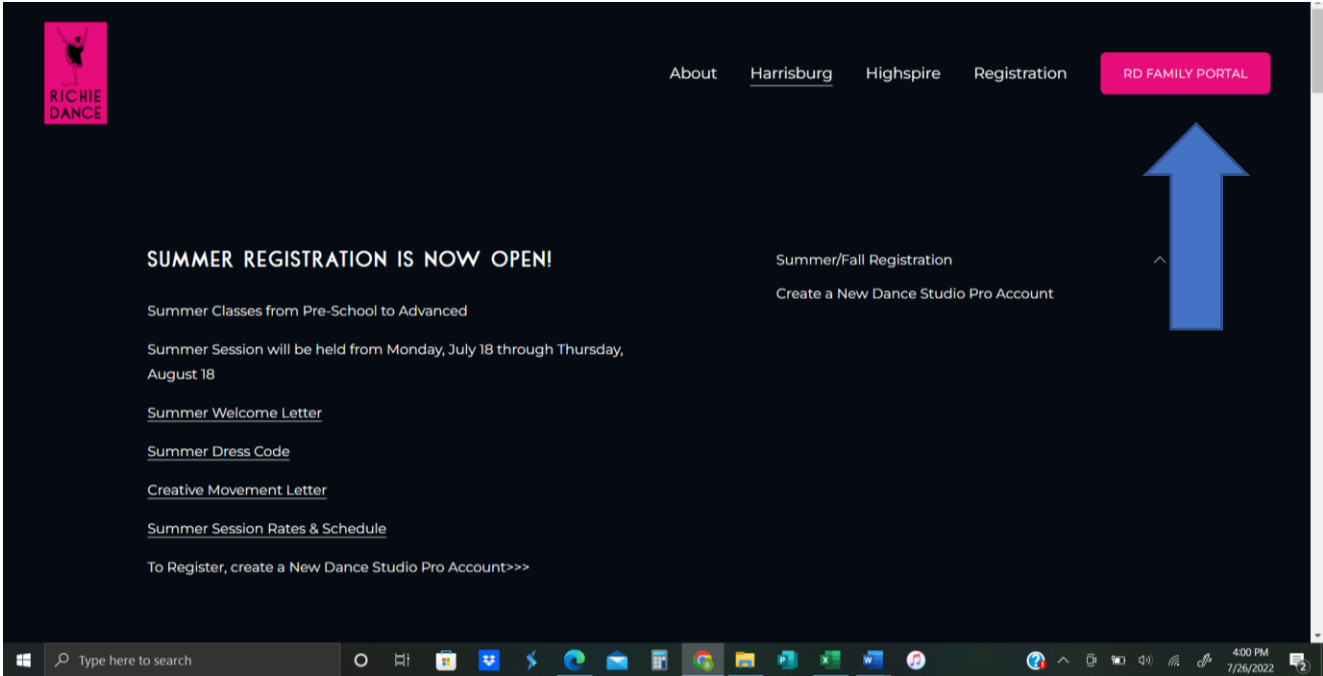 RICHIE
DANCE
About Harrisburg Highspire Registration RD FAMILY PORTAL
SUMMER REGISTRATION IS NOW OPEN!
Summer Classes from Pre-School to Advanced
Summer Session will be held from Monday, July 18 through Thursday,
August 18
Summer Welcome Letter
Summer Dress Code
Creative Movement Letter
Summer Session Rates & Schedule
To Register, create a New Dance Studio Pro Account>>>
Summer/Fall Registration
Create a New Dance Studio Pro Account
Type here to search
4:00 PM
7/26/2022
2